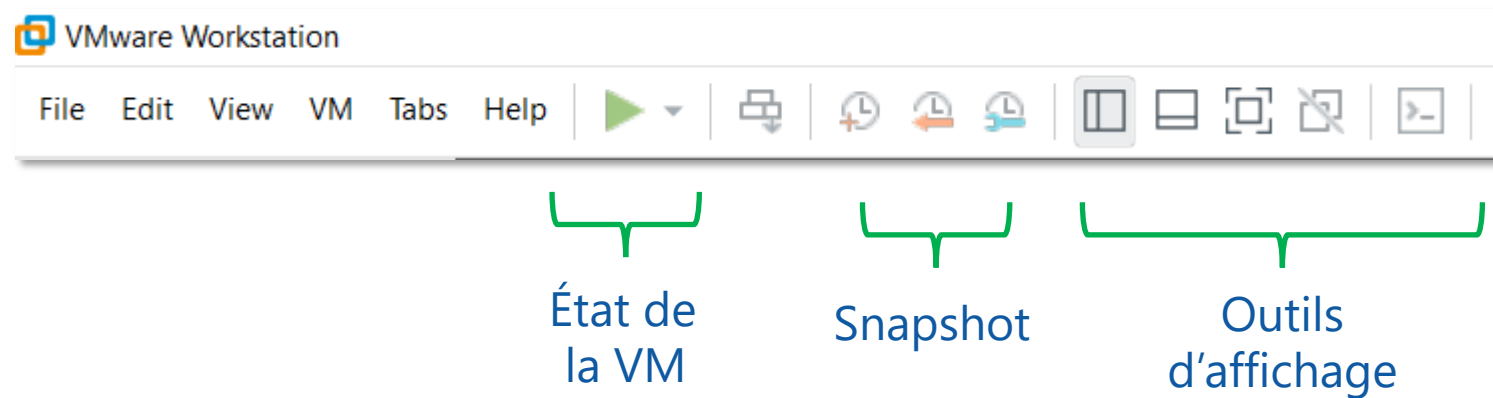 VMware Workstation
File Edit View VM Tabs Help
État de
la VM
Snapshot
Outils
d’affichage